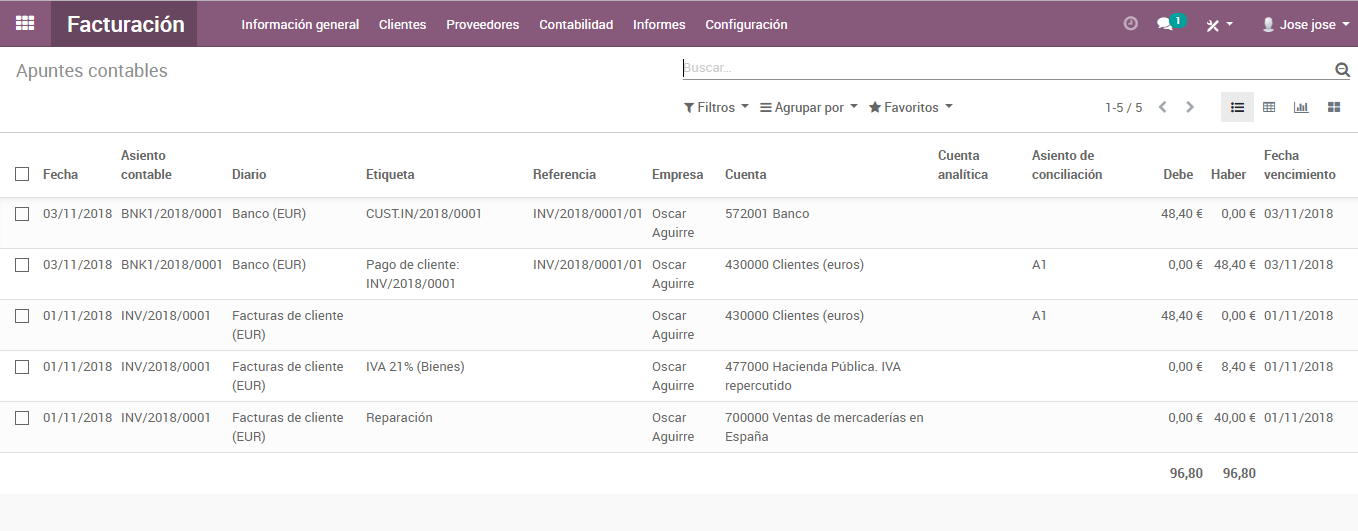 Facturación Información general Clientes Proveedores Contabilidad Informes Configuración 1 Jose jose
Apuntes contables Buscar...
Filtros Agrupar por Favoritos 1-5 / 5
Fecha Asiento contable Diario Etiqueta Referencia Empresa Cuenta Cuenta analítica Asiento de conciliación Debe Haber Fecha vencimiento
03/11/2018 BNK1/2018/0001 Banco (EUR) CUST.IN/2018/0001 INV/2018/0001/01 Oscar Aguirre 572001 Banco 48,40 € 0,00 € 03/11/2018
03/11/2018 BNK1/2018/0001 Banco (EUR) Pago de cliente: INV/2018/0001 INV/2018/0001/01 Oscar Aguirre 430000 Clientes (euros) A1 0,00 € 48,40 € 03/11/2018
01/11/2018 INV/2018/0001 Facturas de cliente (EUR) Oscar Aguirre 430000 Clientes (euros) A1 48,40 € 0,00 € 01/11/2018
01/11/2018 INV/2018/0001 Facturas de cliente (EUR) IVA 21% (Bienes) Oscar Aguirre 477000 Hacienda Pública. IVA repercutido 0,00 € 8,40 € 01/11/2018
01/11/2018 INV/2018/0001 Facturas de cliente (EUR) Reparación Oscar Aguirre 700000 Ventas de mercaderías en España 0,00 € 40,00 € 01/11/2018
96,80 96,80